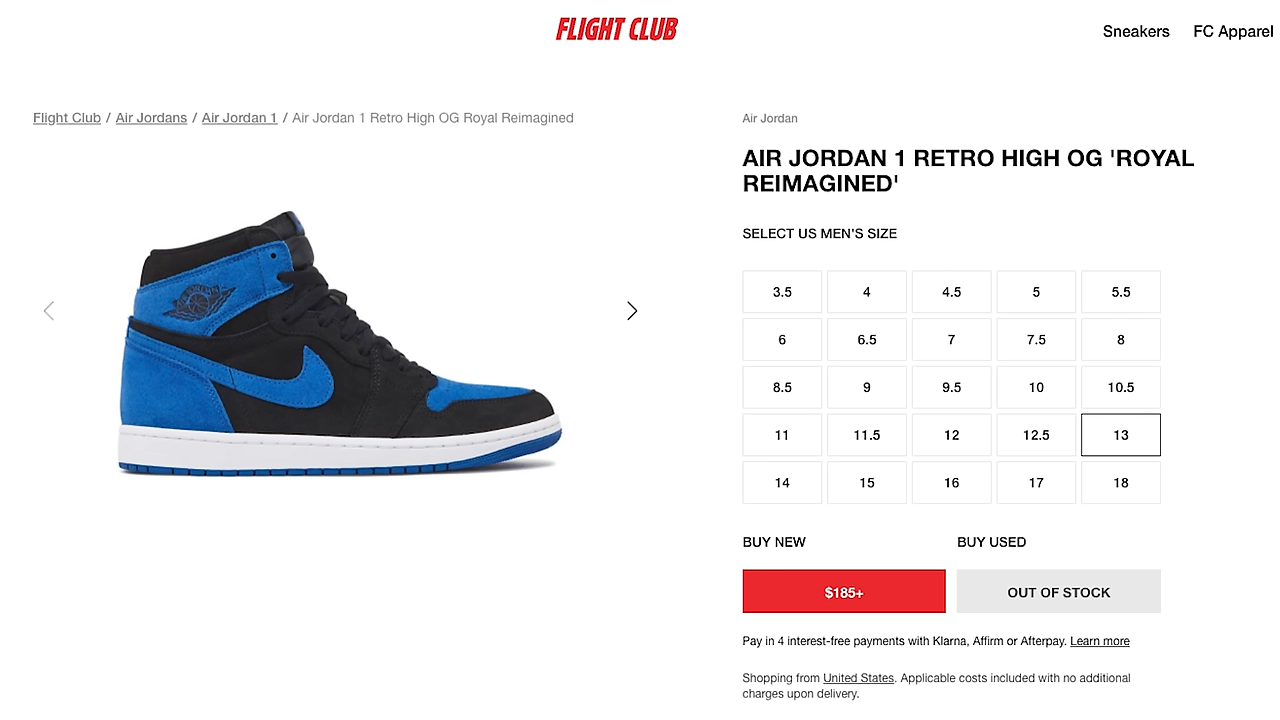 FLIGHT CLUB
Sneakers FC Apparel
Flight Club / Air Jordans / Air Jordan 1 / Air Jordan 1 Retro High OG Royal Reimagined
Air Jordan
AIR JORDAN 1 RETRO HIGH OG 'ROYAL
REIMAGINED'
SELECT US MEN'S SIZE
3.5 4 4.5 5 5.5
6 6.5 7 7.5 8
8.5 9 9.5 10 10.5
11 11.5 12 12.5 13
14 15 16 17 18
BUY NEW BUY USED
$185+ OUT OF STOCK
Pay in 4 interest-free payments with Klarna, Affirm or Afterpay. Learn more
Shopping from United States. Applicable costs included with no additional
charges upon delivery.